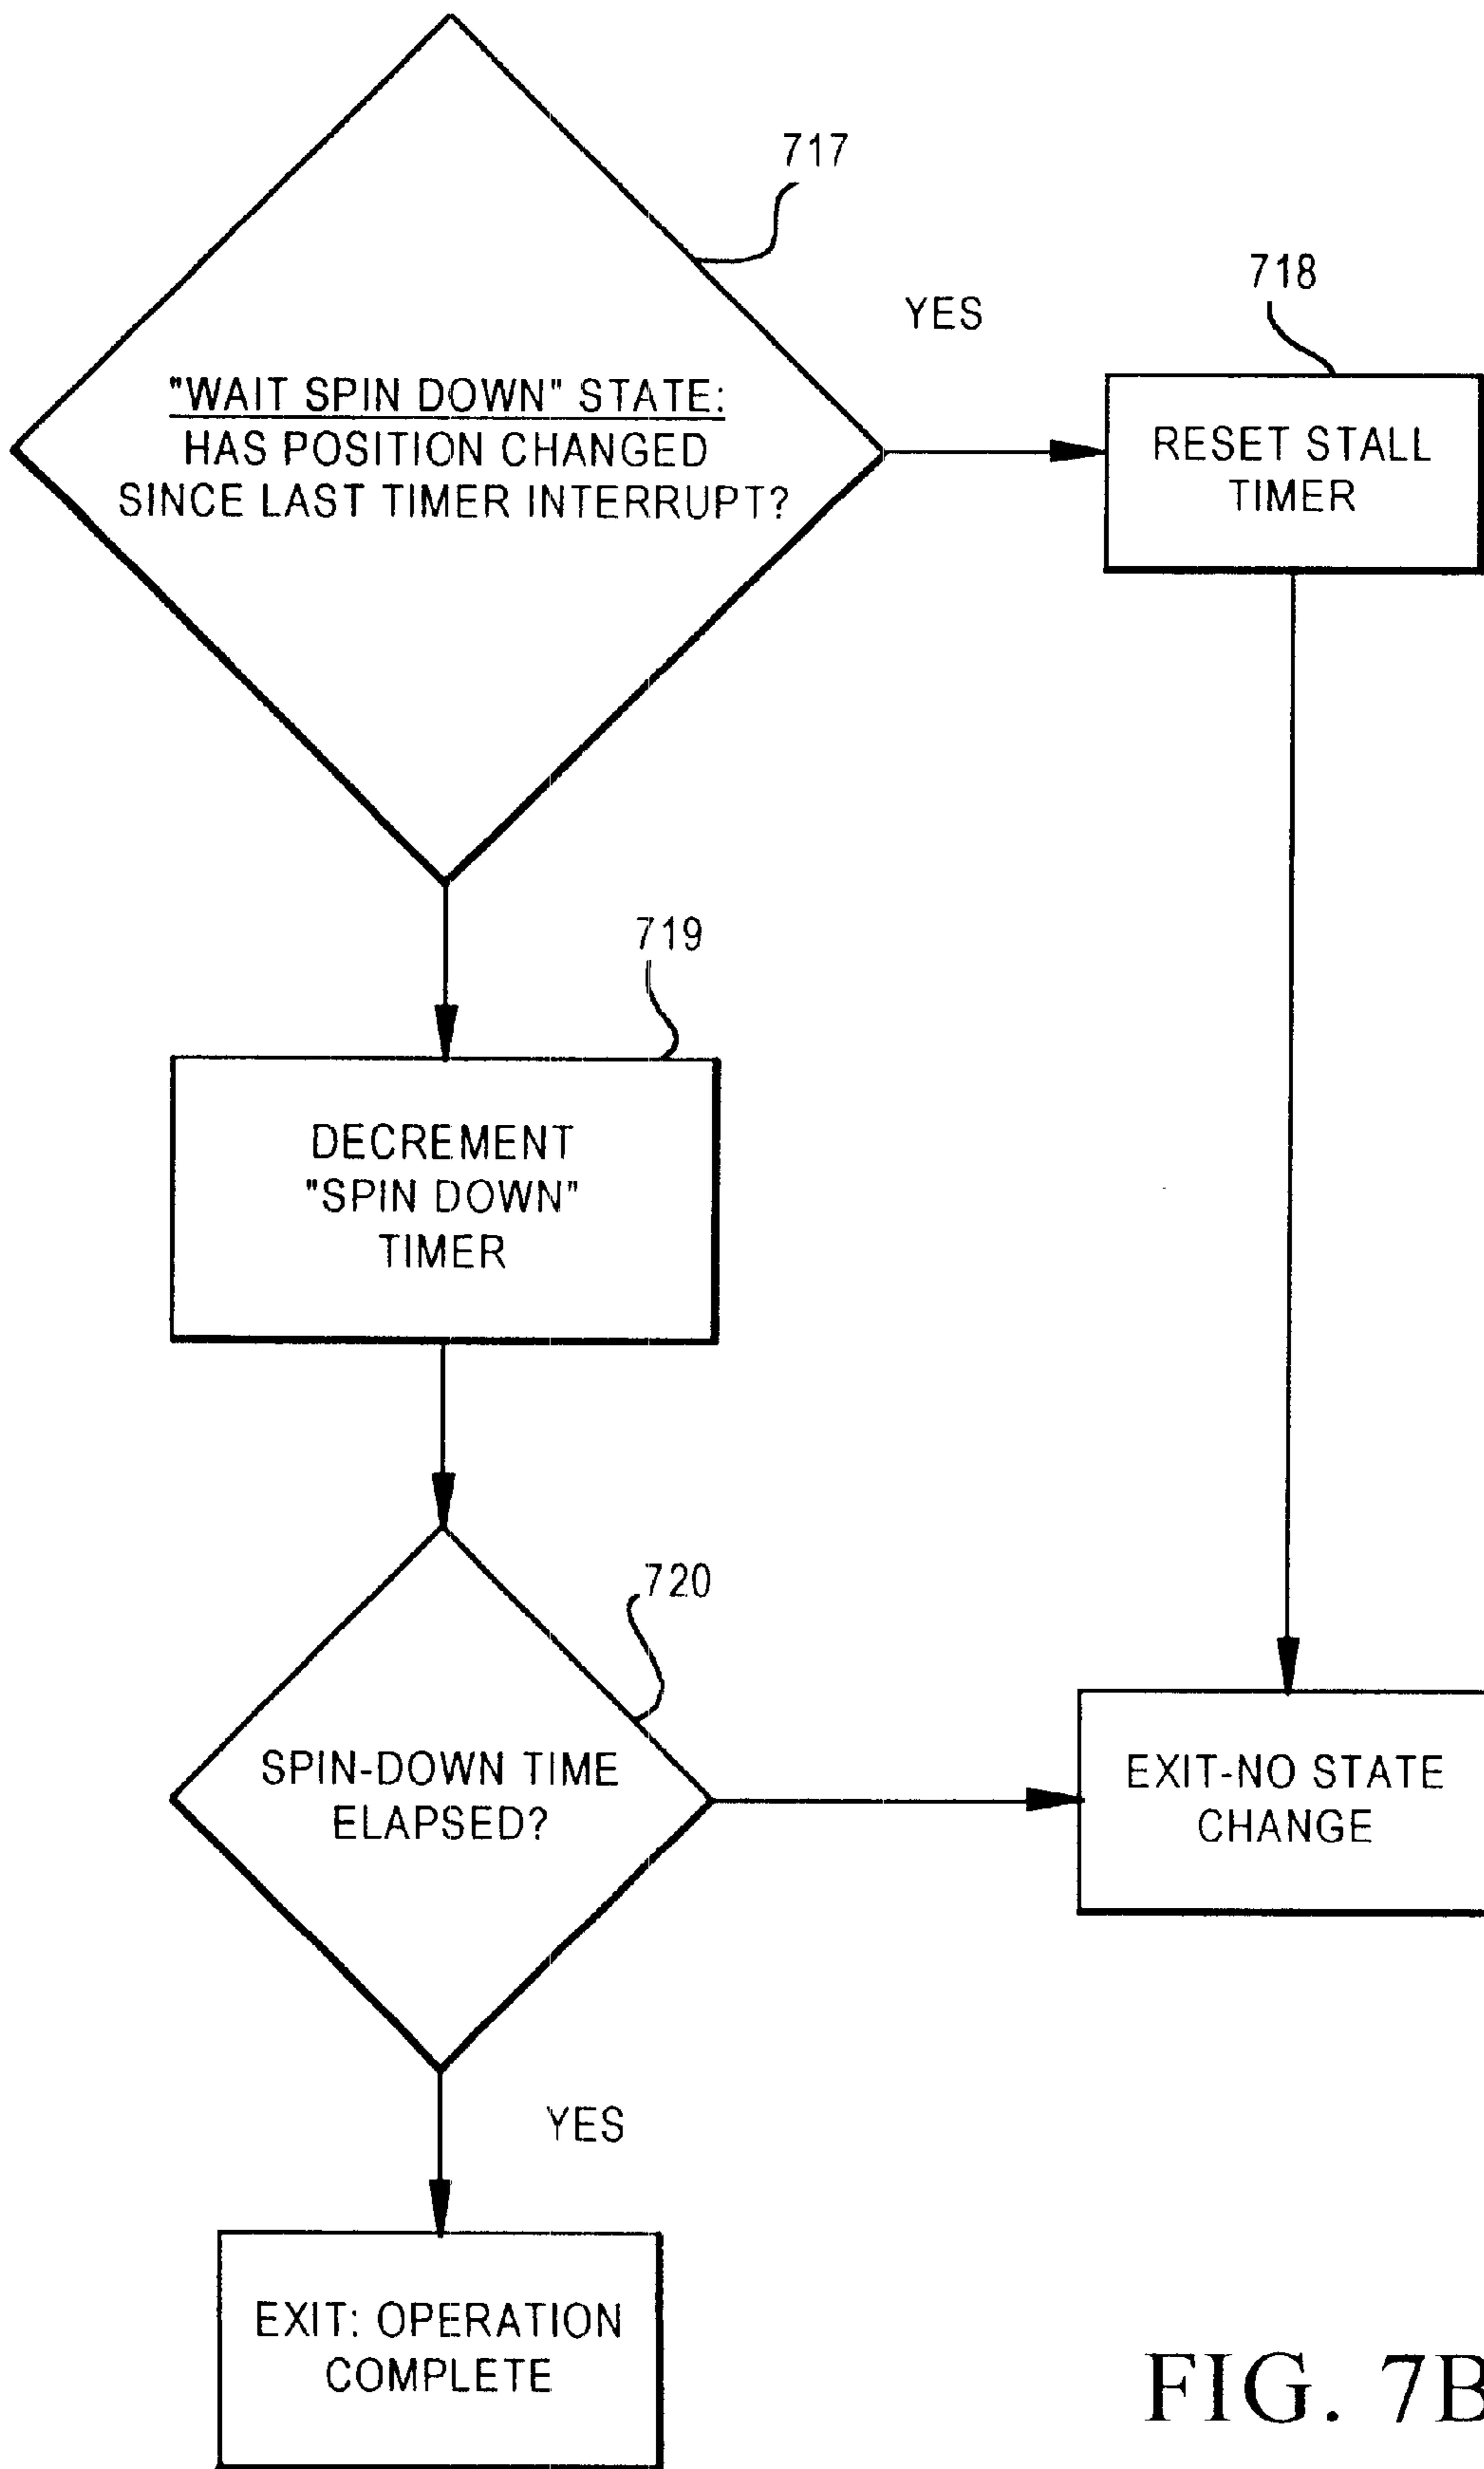 717
718
YES
"WAIT SPIN DOWN" STATE:
HAS POSITION CHANGED
SINCE LAST TIMER INTERRUPT?
RESET STALL
TIMER
719
DECREMENT
"SPIN DOWN"
TIMER
720
SPIN-DOWN TIME
ELAPSED?
EXIT-NO STATE
CHANGE
YES
EXIT: OPERATION
COMPLETE
FIG. 7B